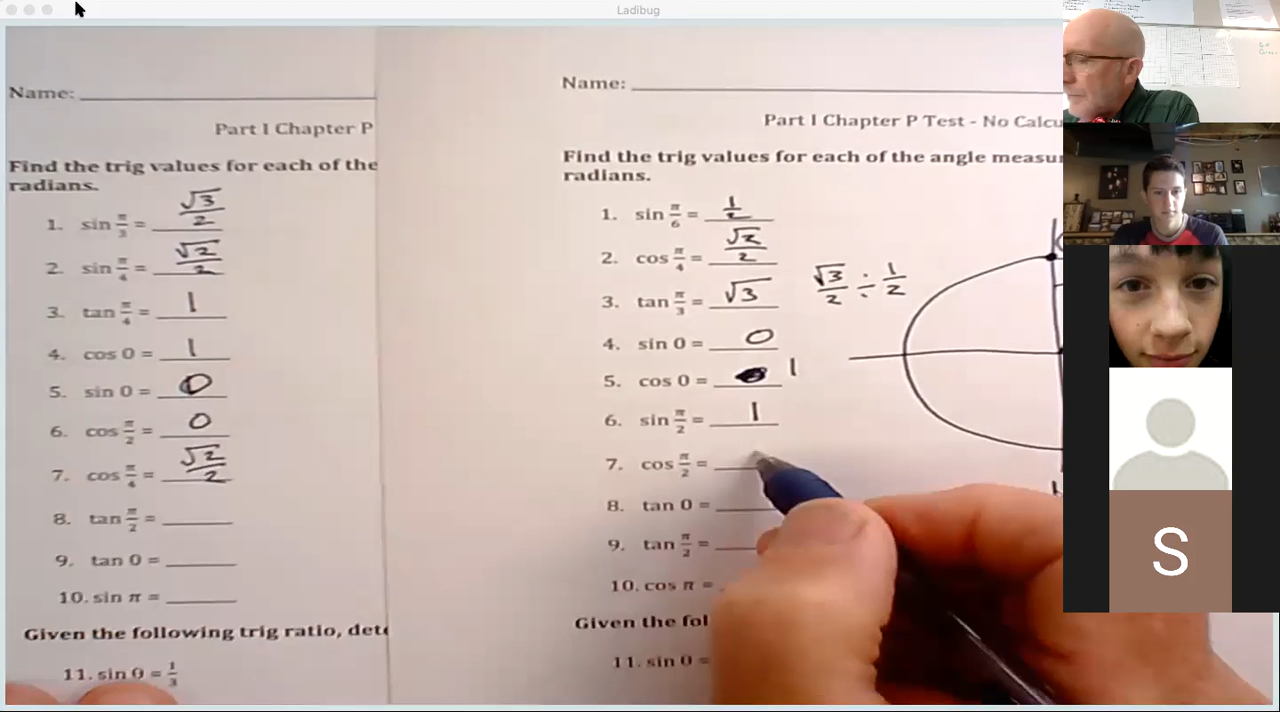 Ladibug
Name:
Part I Chapter P
Find the trig values for each of the
radians.
1. sin π/3 = √3/2
2. sin π/4 = √2/2
3. tan π/4 = 1
4. cos 0 = 1
5. sin 0 = 0
6. cos π/2 = 0
7. cos π/4 = √2/2
8. tan π/2 =
9. tan 0 =
10. sin π =
Given the following trig ratio, dete
11. sin θ = 1/3
Name:
Part I Chapter P Test - No Calcu
Find the trig values for each of the angle measu
radians.
1. sin π/6 = 1/2
2. cos π/4 = √2/2
3. tan π/3 = √3
√3/2 ÷ 1/2
4. sin 0 = 0
5. cos 0 = 1
6. sin π/2 = 1
7. cos π/2 =
8. tan 0 =
9. tan π/2 =
10. cos π =
Given the fol
11. sin θ =
S